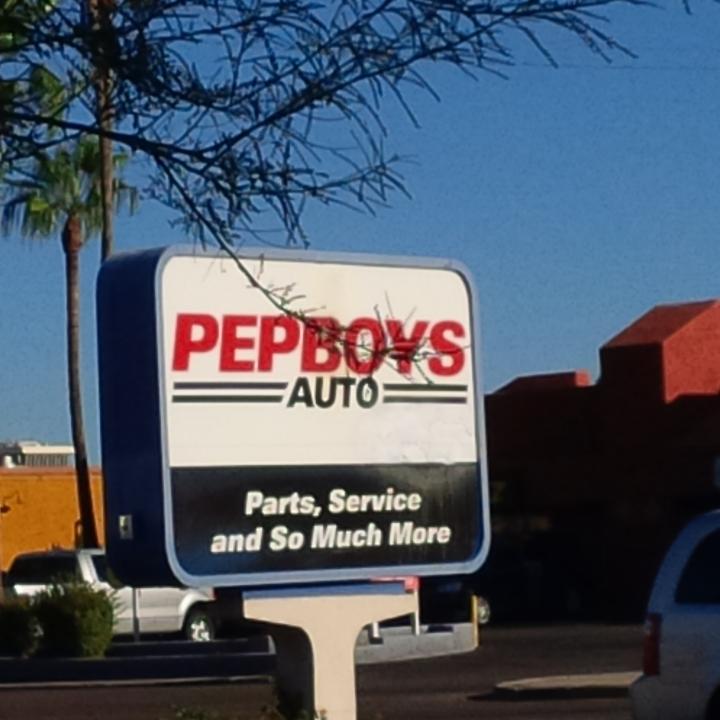 PEPBOYS
AUTO
Parts, Service
and So Much More